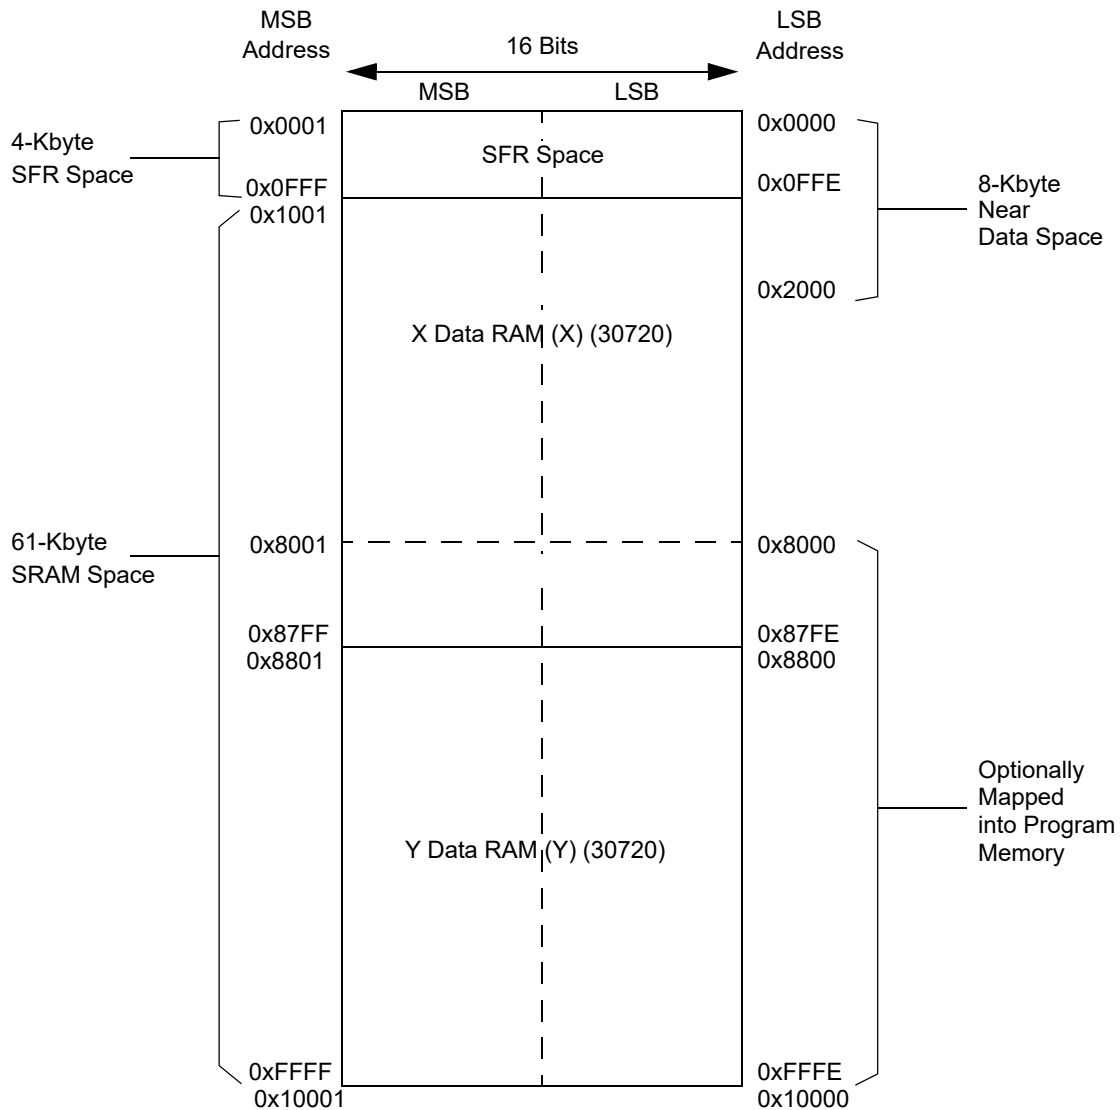 MSB
Address
LSB
Address
16 Bits
MSB
LSB
0x0001
0x0000
4-Kbyte
SFR Space
SFR Space
0x0FFF
0x0FFE
8-Kbyte
Near
Data Space
0x1001
0x2000
X Data RAM (X) (30720)
61-Kbyte
SRAM Space
0x8001
0x8000
0x87FF
0x87FE
0x8801
0x8800
Optionally
Mapped
into Program
Memory
Y Data RAM (Y) (30720)
0xFFFF
0xFFFE
0x10001
0x10000